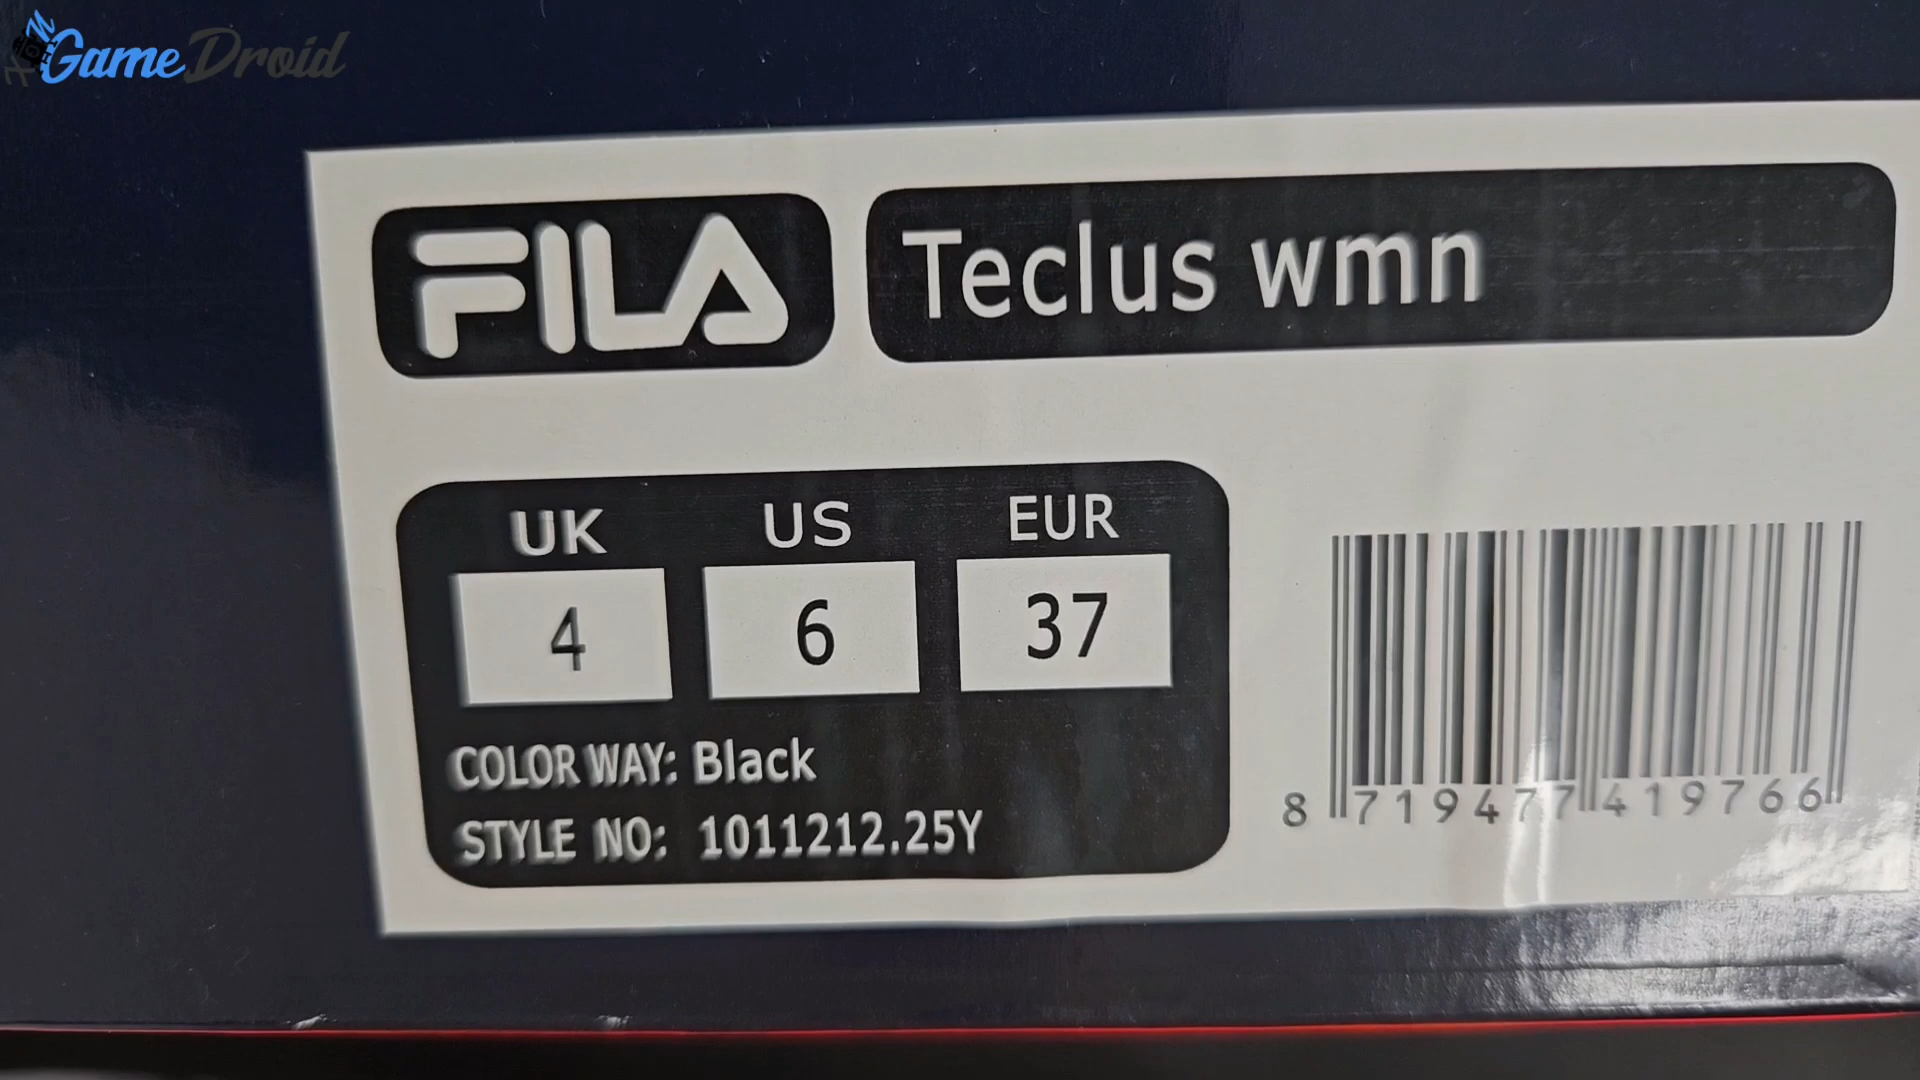 GameDroid
FILA
Teclus wmn
UK US EUR
4 6 37
COLOR WAY: Black
STYLE NO: 1011212.25Y
8 719477 419766